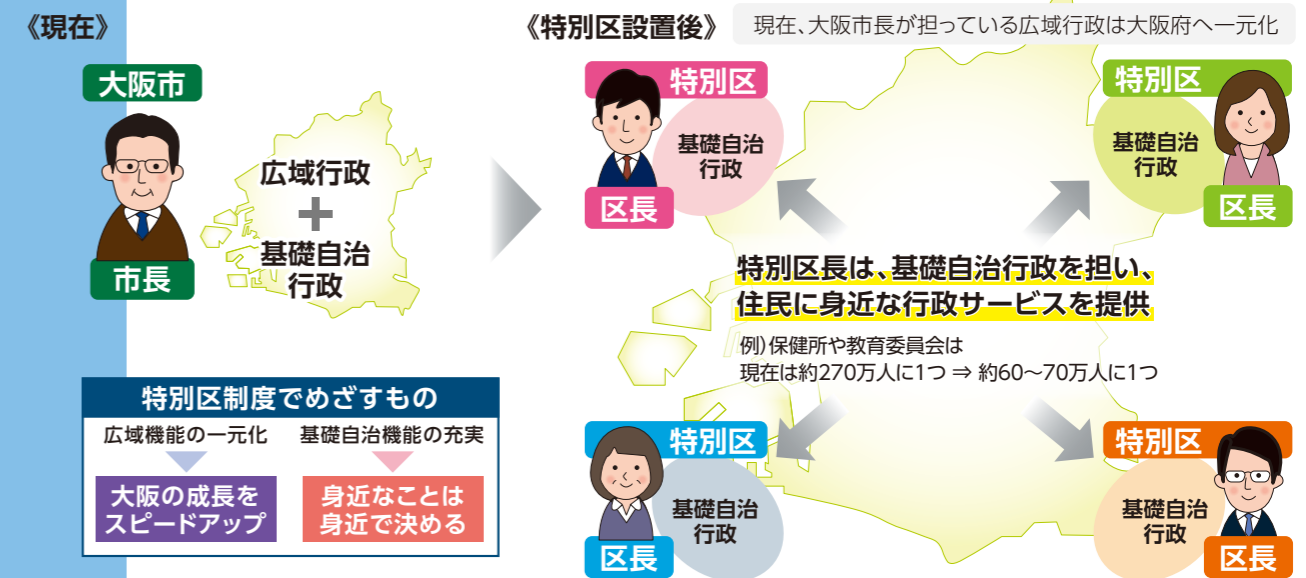 《現在》
大阪市
市長
広域行政
+
基礎自治
行政
特別区制度でめざすもの
広域機能の一元化
大阪の成長を
スピードアップ
基礎自治機能の充実
身近なことは
身近で決める
《特別区設置後》
現在、大阪市長が担っている広域行政は大阪府へ一元化
特別区
基礎自治
行政
区長
特別区
基礎自治
行政
区長
特別区長は、基礎自治行政を担い、
住民に身近な行政サービスを提供
例)保健所や教育委員会は
現在は約270万人に1つ ⇒ 約60～70万人に1つ
特別区
基礎自治
行政
区長
特別区
基礎自治
行政
区長